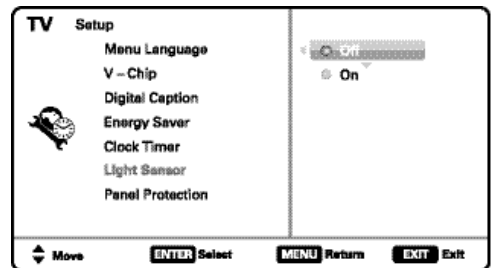 TV Setup
Menu Language
V - Chip
Digital Caption
Energy Saver
Clock Timer
Light Sensor
Panel Protection
Off
On
Move ENTER Select MENU Return EXIT Exit